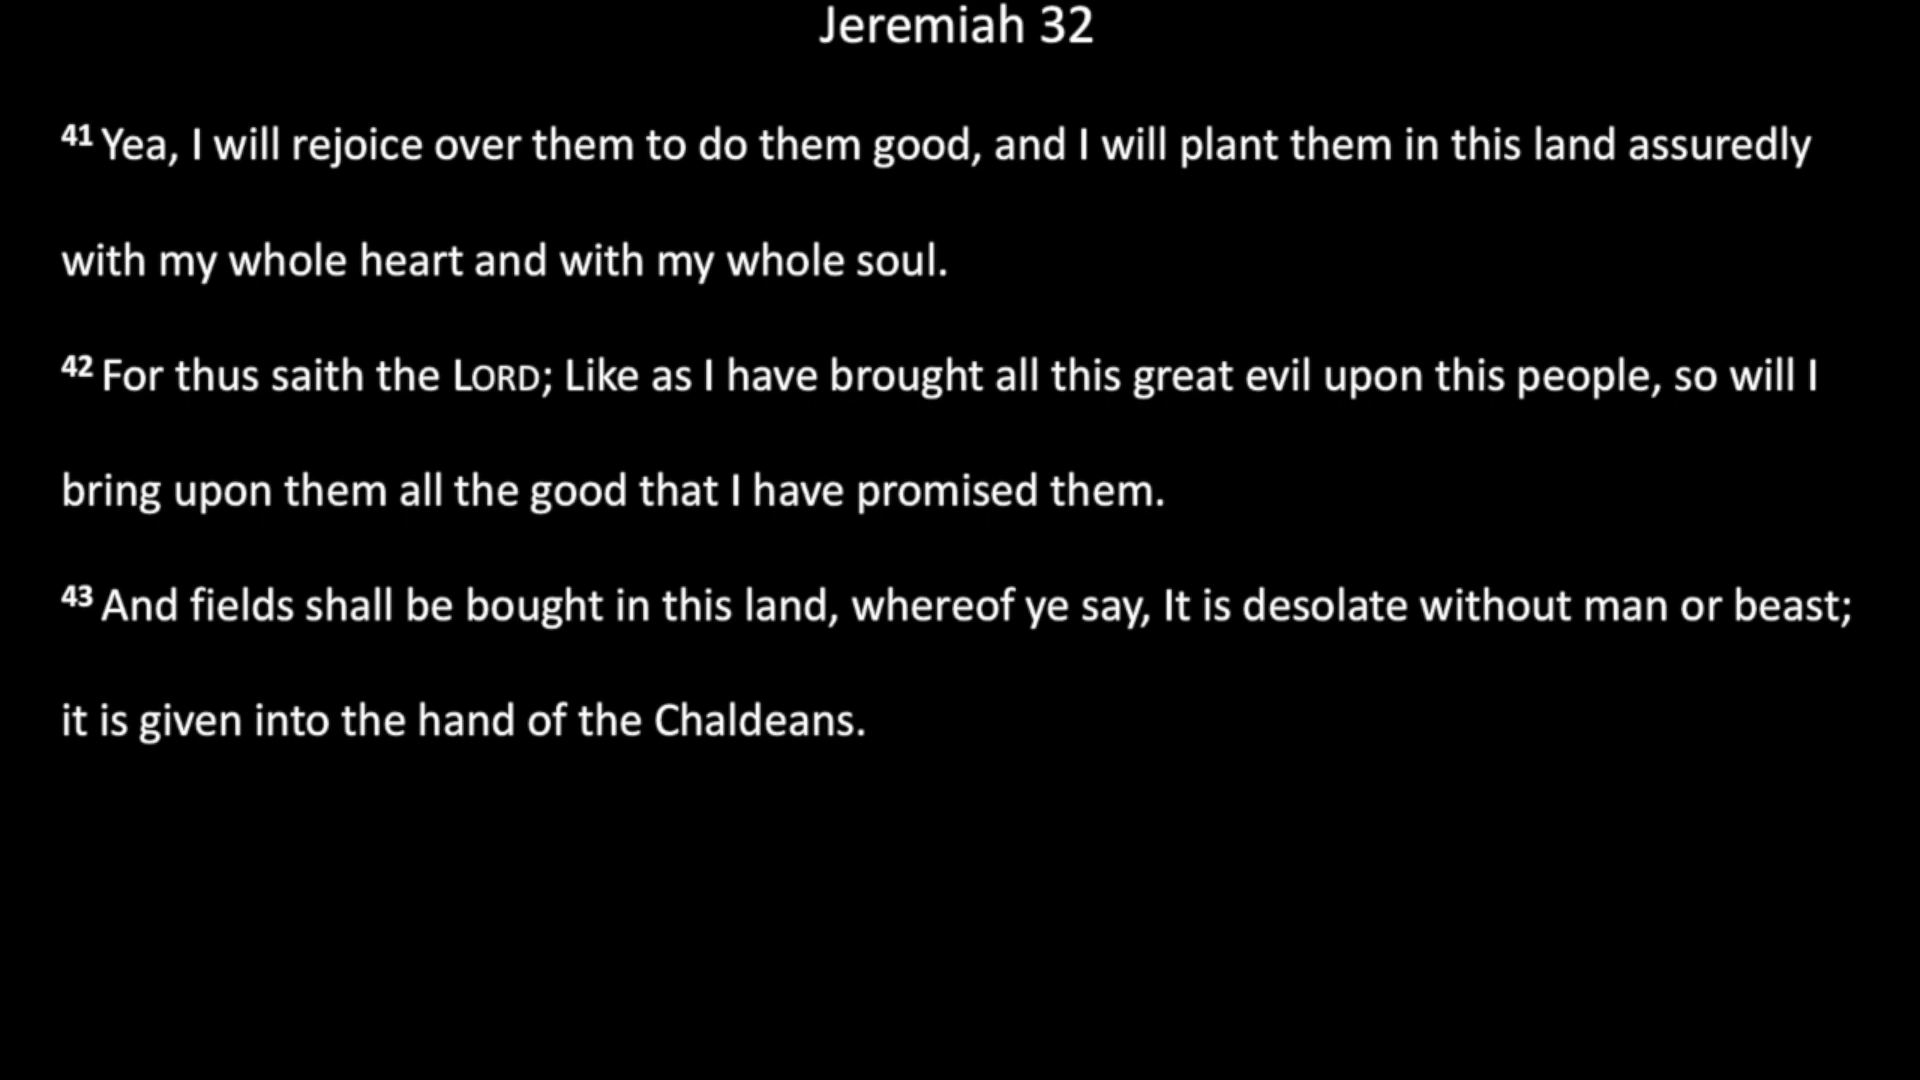 Jeremiah 32
41 Yea, I will rejoice over them to do them good, and I will plant them in this land assuredly
with my whole heart and with my whole soul.
42 For thus saith the LORD; Like as I have brought all this great evil upon this people, so will I
bring upon them all the good that I have promised them.
43 And fields shall be bought in this land, whereof ye say, It is desolate without man or beast;
it is given into the hand of the Chaldeans.